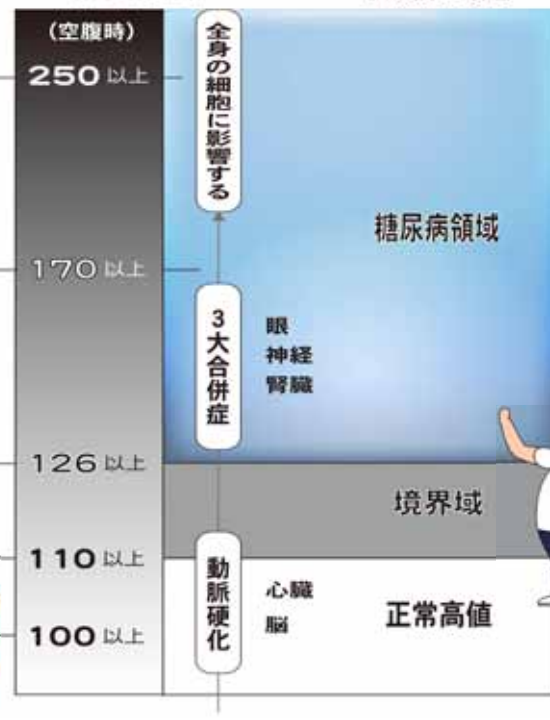 (空腹時)
250 以上
170 以上
126 以上
110 以上
100 以上
全身の細胞に影響する
3大合併症
動脈硬化
眼
神経
腎臓
心臓
脳
糖尿病領域
境界域
正常高値